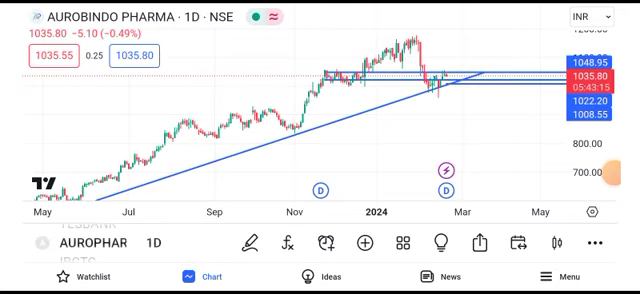 AUROBINDO PHARMA · 1D · NSE
INR
1035.80 −5.10 (−0.49%)
1035.55
0.25
1035.80
1048.95
1035.80
05:43:15
1022.20
1008.55
800.00
700.00
D
D
May
Jul
Sep
Nov
2024
Mar
May
A
AUROPHAR
1D
Watchlist
Chart
Ideas
News
Menu